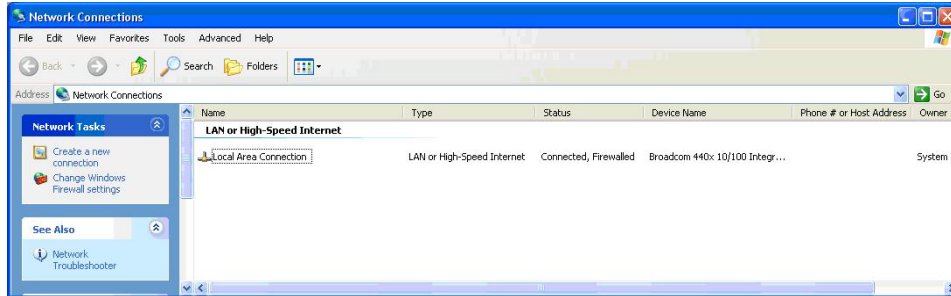 Network Connections
File Edit View Favorites Tools Advanced Help
Back Search Folders
Address Network Connections Go
Name Type Status Device Name Phone # or Host Address Owner
Network Tasks
LAN or High-Speed Internet
Create a new
connection
Local Area Connection LAN or High-Speed Internet Connected, Firewalled Broadcom 440x 10/100 Integr... System
Change Windows
Firewall settings
See Also
Network
Troubleshooter